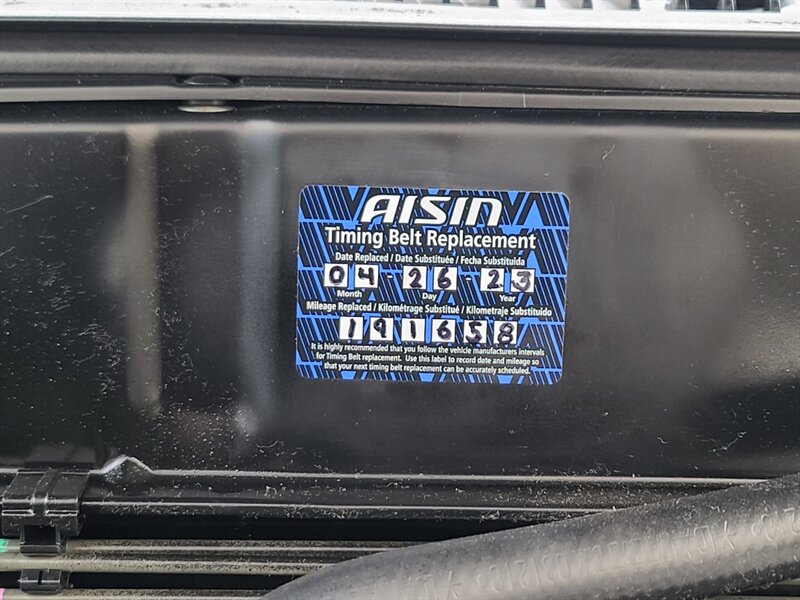 AISIN
Timing Belt Replacement
Date Replaced / Date Substituée / Fecha Substituida
04-26-23
Month Day Year
Mileage Replaced / Kilométrage Substitué / Kilometraje Substituido
191658
It is highly recommended that you follow the vehicle manufacturers intervals
for Timing Belt replacement. Use this label to record date and mileage so
that your next timing belt replacement can be accurately scheduled.